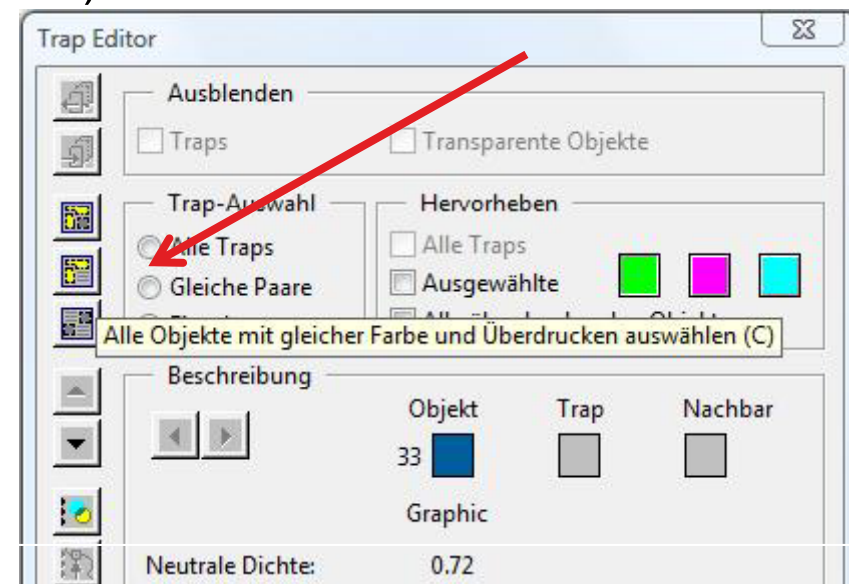 Trap Editor
Ausblenden
Traps
Transparente Objekte
Trap-Auswahl
Hervorheben
Alle Traps
Alle Traps
Gleiche Paare
Ausgewählte
Alle Objekte mit gleicher Farbe und Überdrucken auswählen (C)
Beschreibung
Objekt Trap Nachbar
33
Graphic
Neutrale Dichte: 0.72